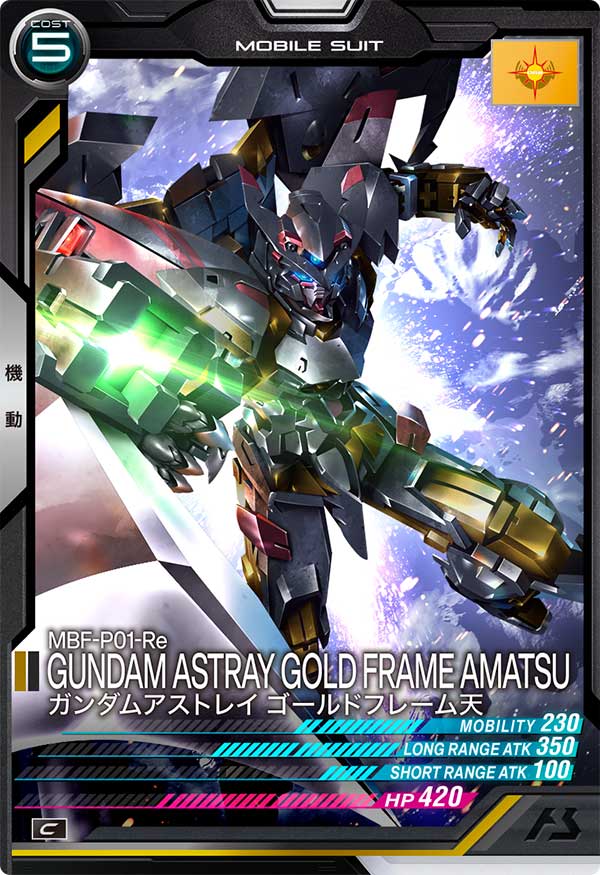 COST
5
MOBILE SUIT
機動
MBF-P01-Re
GUNDAM ASTRAY GOLD FRAME AMATSU
ガンダムアストレイ ゴールドフレーム天
MOBILITY 230
LONG RANGE ATK 350
SHORT RANGE ATK 100
HP 420
C